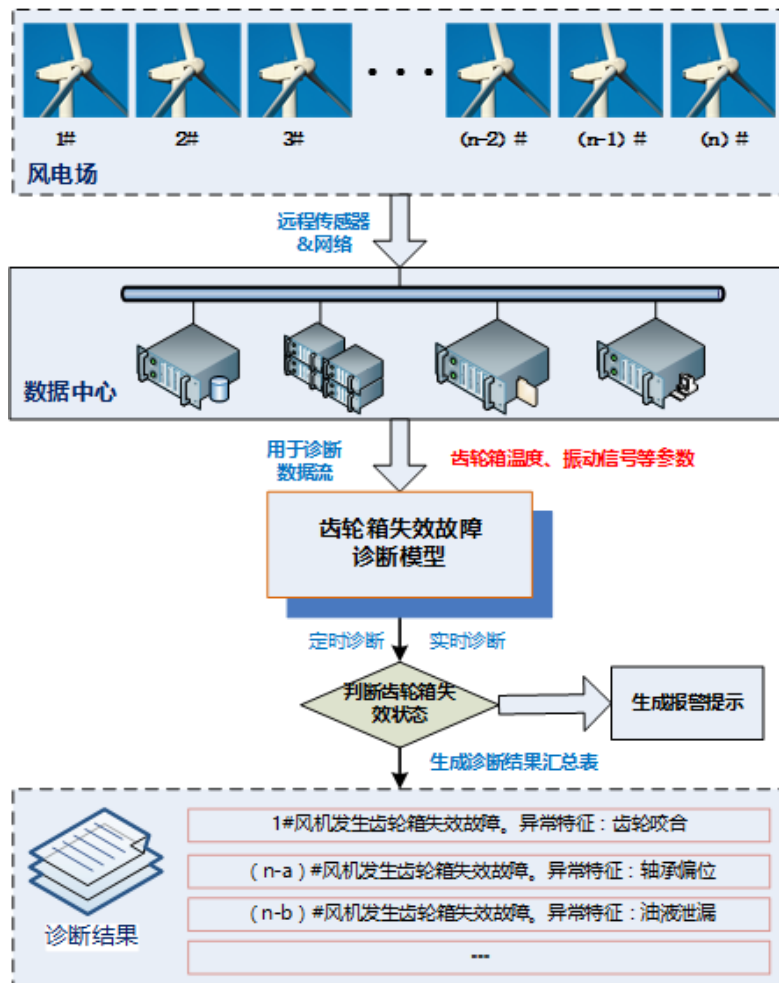 1#
2#
3#
(n-2) #
(n-1) #
(n) #
风电场
远程传感器
&网络
数据中心
用于诊断
数据流
齿轮箱温度、振动信号等参数
齿轮箱失效故障
诊断模型
定时诊断
实时诊断
判断齿轮箱失
效状态
生成报警提示
生成诊断结果汇总表
1#风机发生齿轮箱失效故障。异常特征：齿轮咬合
（n-a）#风机发生齿轮箱失效故障。异常特征：轴承偏位
（n-b）#风机发生齿轮箱失效故障。异常特征：油液泄漏
---
诊断结果